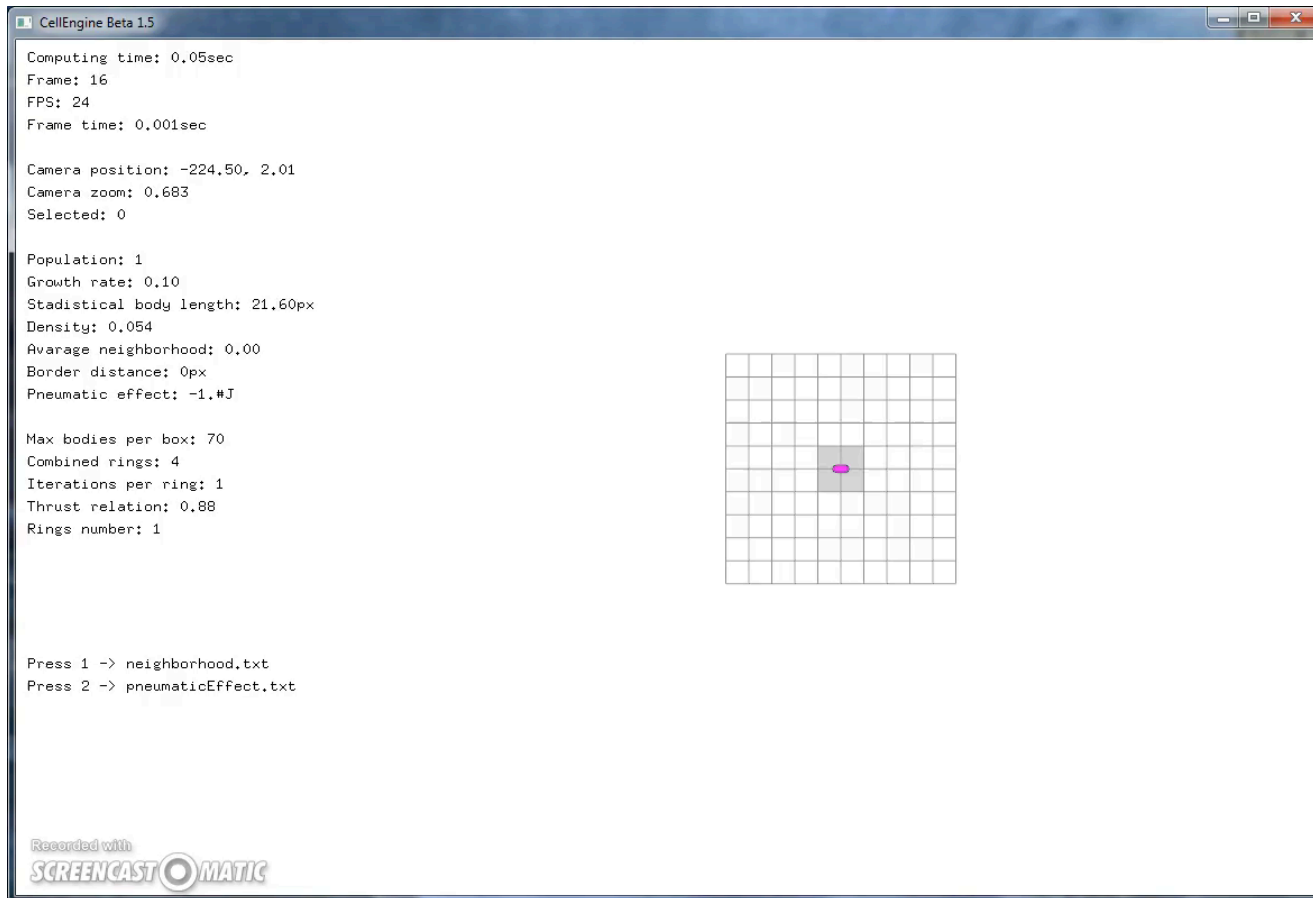 CellEngine Beta 1.5
Computing time: 0.05sec
Frame: 16
FPS: 24
Frame time: 0.001sec
Camera position: -224.50, 2.01
Camera zoom: 0.683
Selected: 0
Population: 1
Growth rate: 0.10
Stadistical body length: 21.60px
Density: 0.054
Avarage neighborhood: 0.00
Border distance: 0px
Pneumatic effect: -1.#J
Max bodies per box: 70
Combined rings: 4
Iterations per ring: 1
Thrust relation: 0.88
Rings number: 1
Press 1 -> neighborhood.txt
Press 2 -> pneumaticEffect.txt
Recorded with
SCREENCAST MATIC